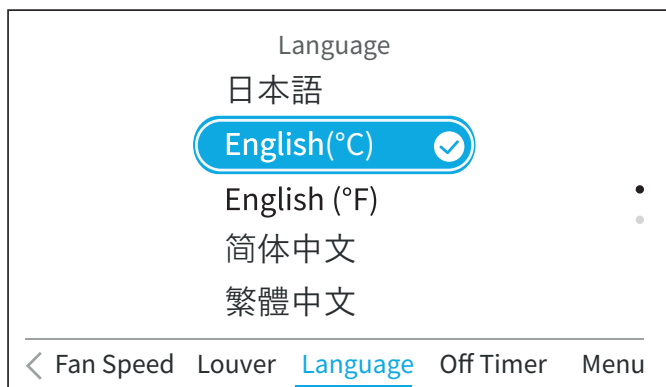 Language
日本語
English(°C)
English (°F)
简体中文
繁體中文
Fan Speed Louver Language Off Timer Menu